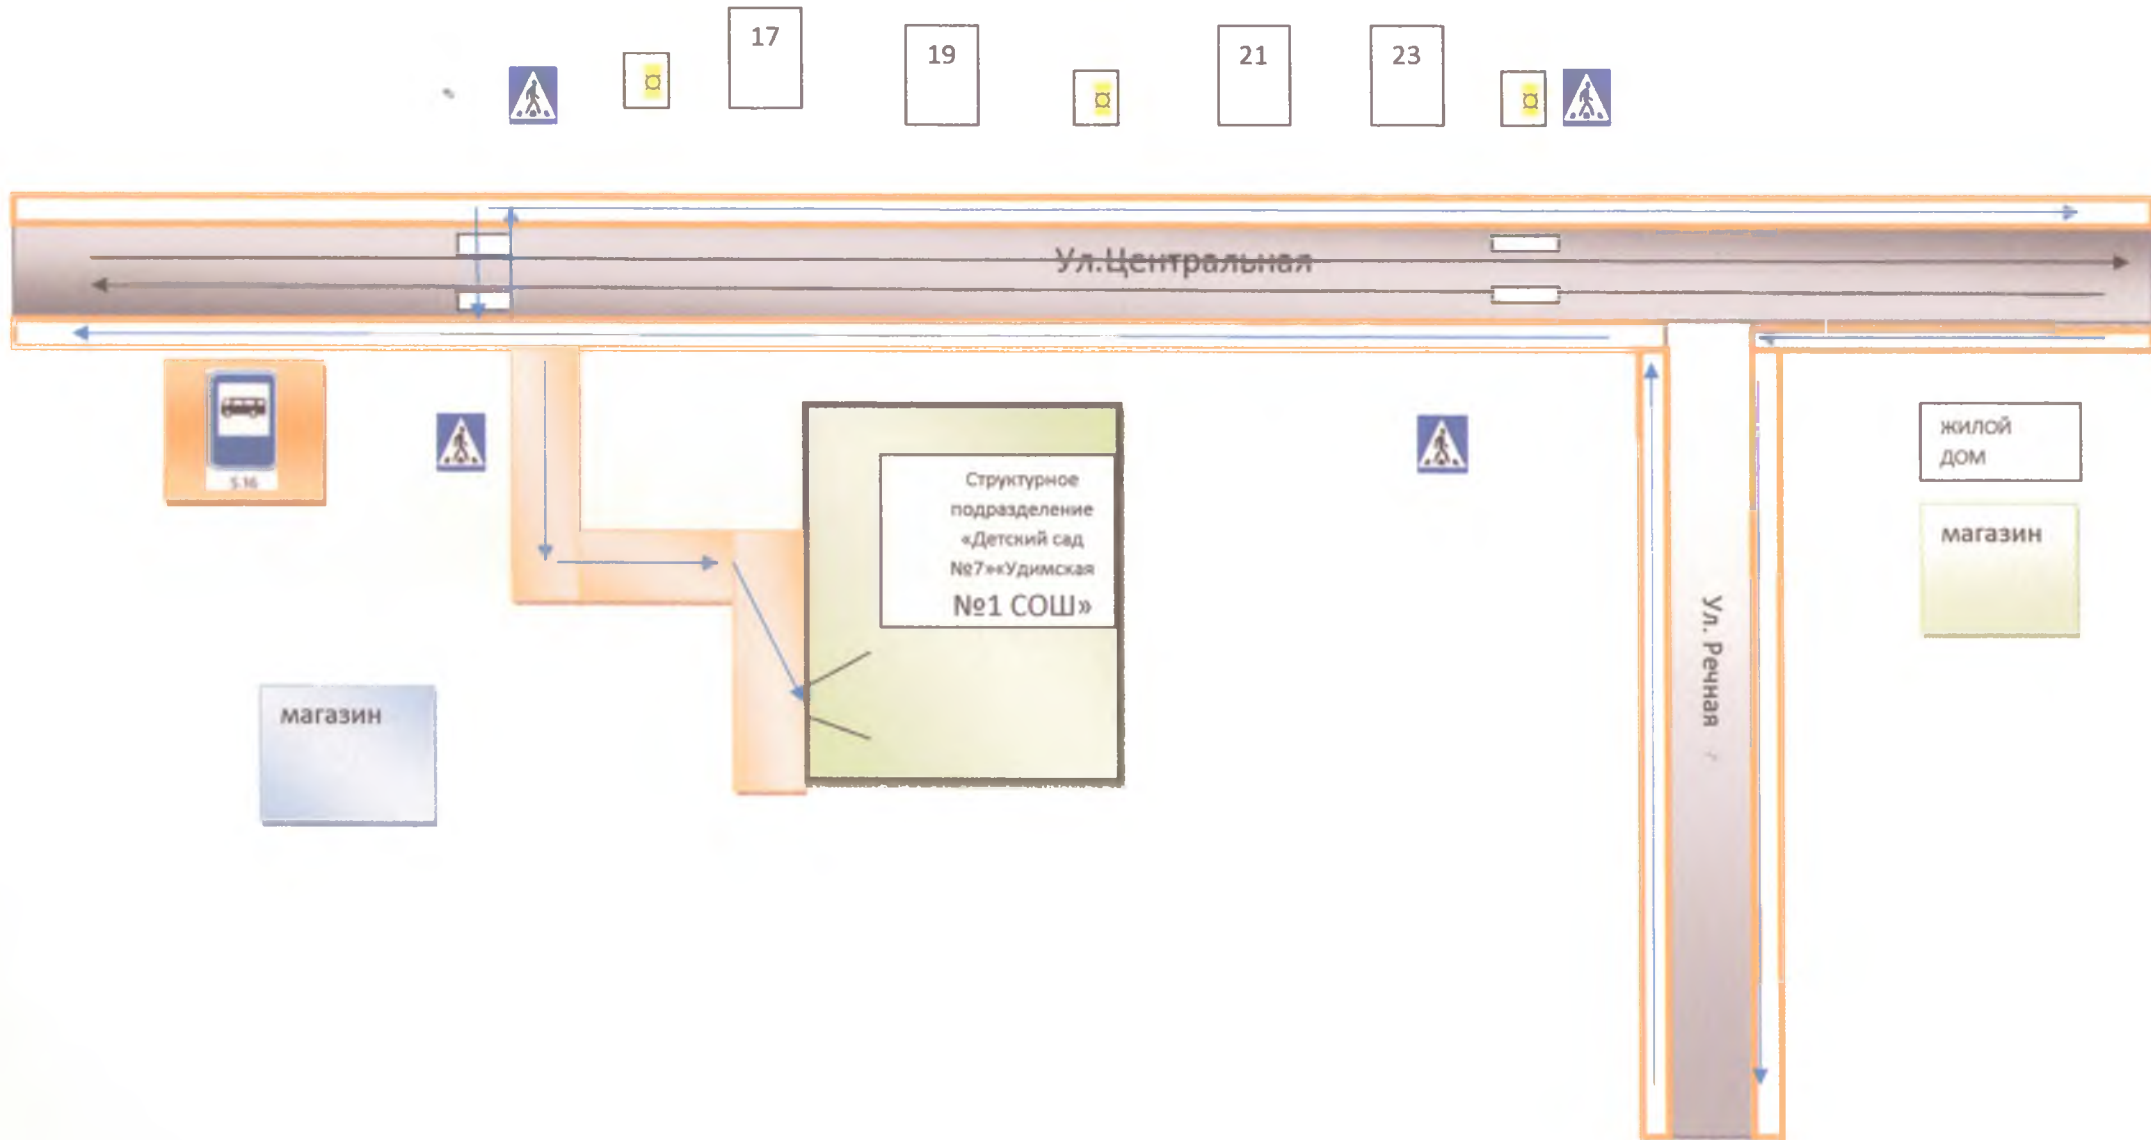 17
19
21
23
Ул.Центральная
5.16
Структурное
подразделение
«Детский сад
№7»«Удимская
№1 СОШ»
жилой
дом
магазин
Ул. Речная
магазин